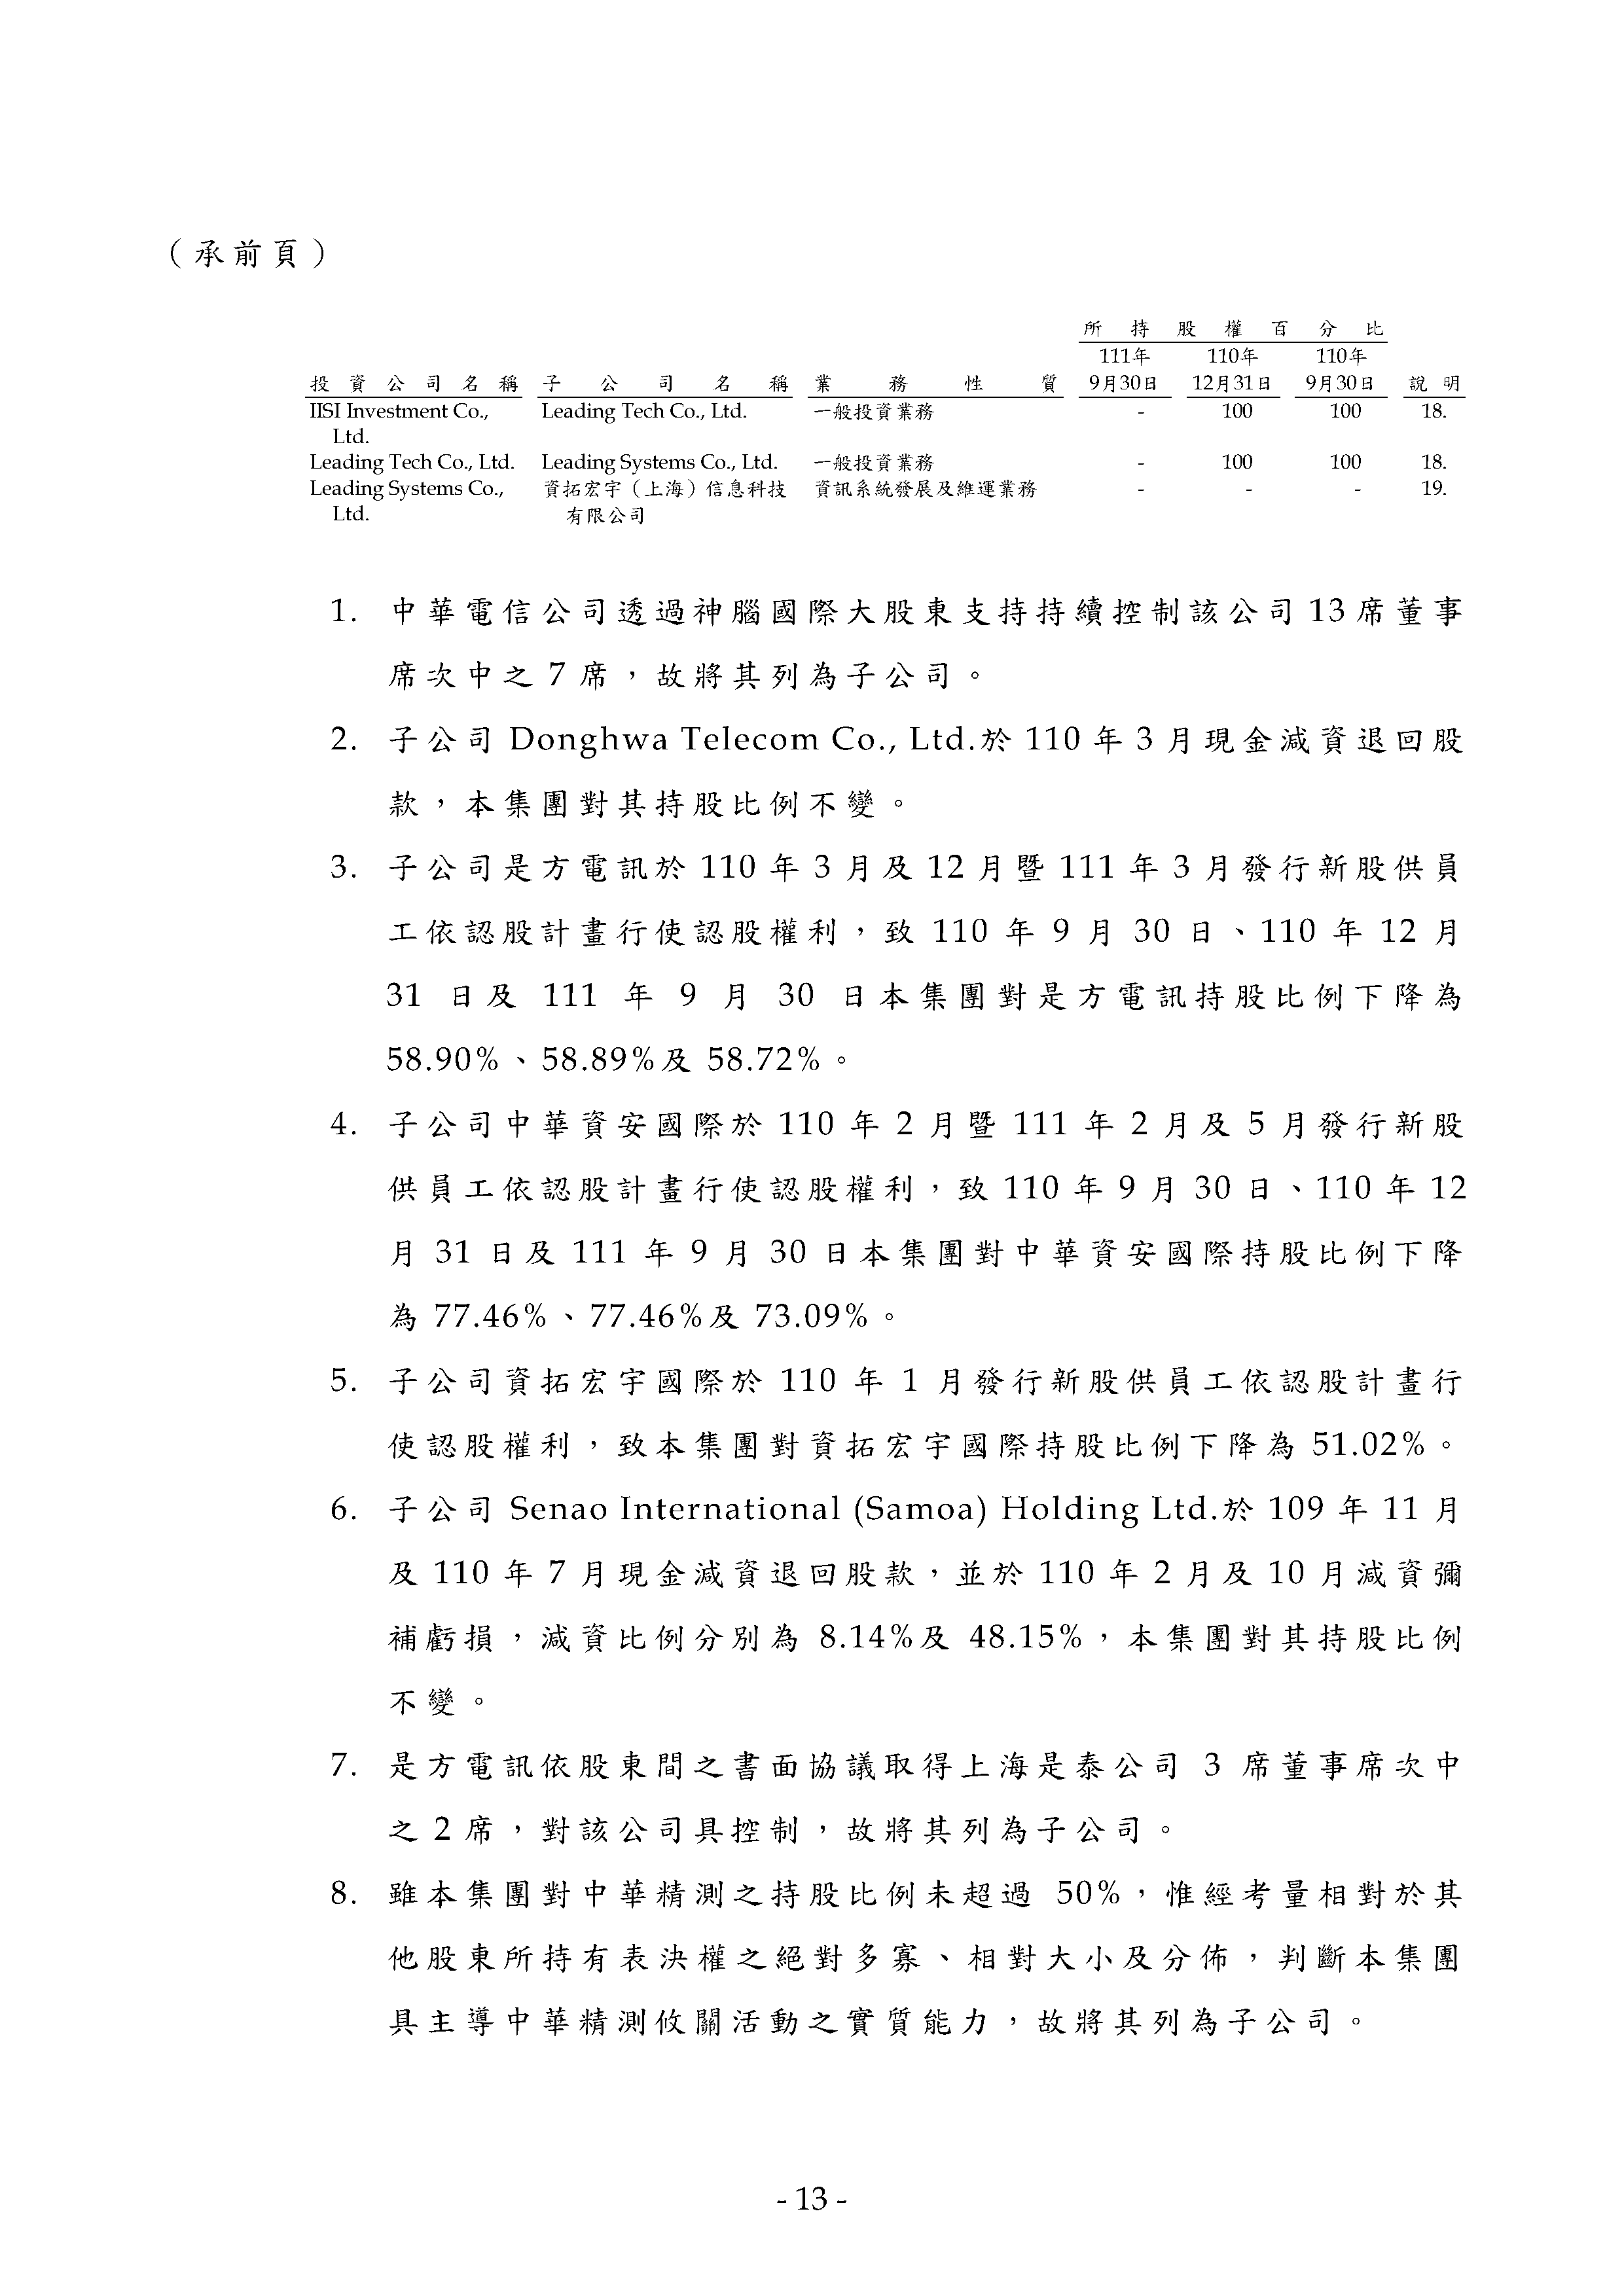 （承前頁）
所持股權百分比
111年 110年 110年
投資公司名稱 子公司名稱 業務性質 9月30日 12月31日 9月30日 說明
IISI Investment Co., Leading Tech Co., Ltd. 一般投資業務 - 100 100 18.
Ltd.
Leading Tech Co., Ltd. Leading Systems Co., Ltd. 一般投資業務 - 100 100 18.
Leading Systems Co., 資拓宏宇（上海）信息科技 資訊系統發展及維運業務 - - - 19.
Ltd. 有限公司
1. 中華電信公司透過神腦國際大股東支持持續控制該公司 13 席董事
席次中之 7 席，故將其列為子公司。
2. 子公司 Donghwa Telecom Co., Ltd.於 110 年 3 月現金減資退回股
款，本集團對其持股比例不變。
3. 子公司是方電訊於 110 年 3 月及 12 月暨 111 年 3 月發行新股供員
工依認股計畫行使認股權利，致 110 年 9 月 30 日、110 年 12 月
31 日及 111 年 9 月 30 日本集團對是方電訊持股比例下降為
58.90%、58.89%及 58.72%。
4. 子公司中華資安國際於 110 年 2 月暨 111 年 2 月及 5 月發行新股
供員工依認股計畫行使認股權利，致 110 年 9 月 30 日、110 年 12
月 31 日及 111 年 9 月 30 日本集團對中華資安國際持股比例下降
為 77.46%、77.46%及 73.09%。
5. 子公司資拓宏宇國際於 110 年 1 月發行新股供員工依認股計畫行
使認股權利，致本集團對資拓宏宇國際持股比例下降為 51.02%。
6. 子公司 Senao International (Samoa) Holding Ltd.於 109 年 11 月
及 110 年 7 月現金減資退回股款，並於 110 年 2 月及 10 月減資彌
補虧損，減資比例分別為 8.14%及 48.15%，本集團對其持股比例
不變。
7. 是方電訊依股東間之書面協議取得上海是泰公司 3 席董事席次中
之 2 席，對該公司具控制，故將其列為子公司。
8. 雖本集團對中華精測之持股比例未超過 50%，惟經考量相對於其
他股東所持有表決權之絕對多寡、相對大小及分佈，判斷本集團
具主導中華精測攸關活動之實質能力，故將其列為子公司。
- 13 -